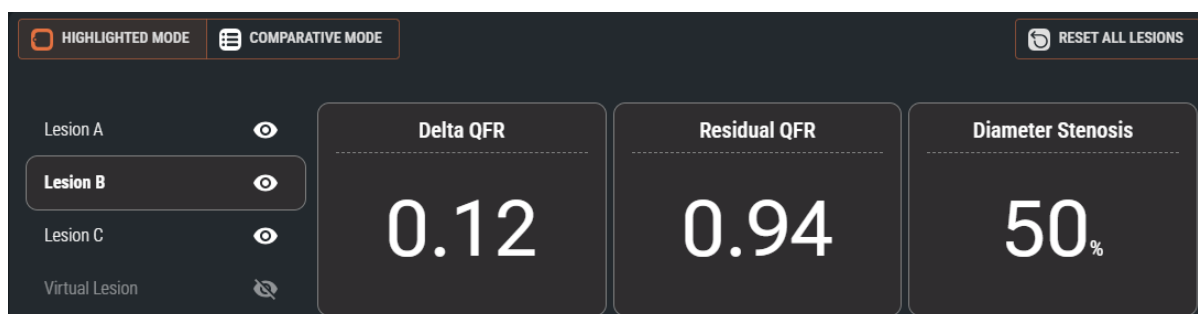 HIGHLIGHTED MODE
COMPARATIVE MODE
RESET ALL LESIONS
Lesion A
Lesion B
Lesion C
Virtual Lesion
Delta QFR
0.12
Residual QFR
0.94
Diameter Stenosis
50%